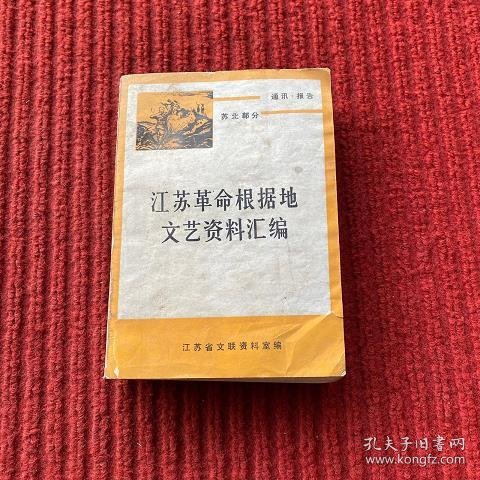 通讯·报告
苏北部分
江苏革命根据地
文艺资料汇编
江苏省文联资料室编
孔夫子旧书网
www.kongfz.com